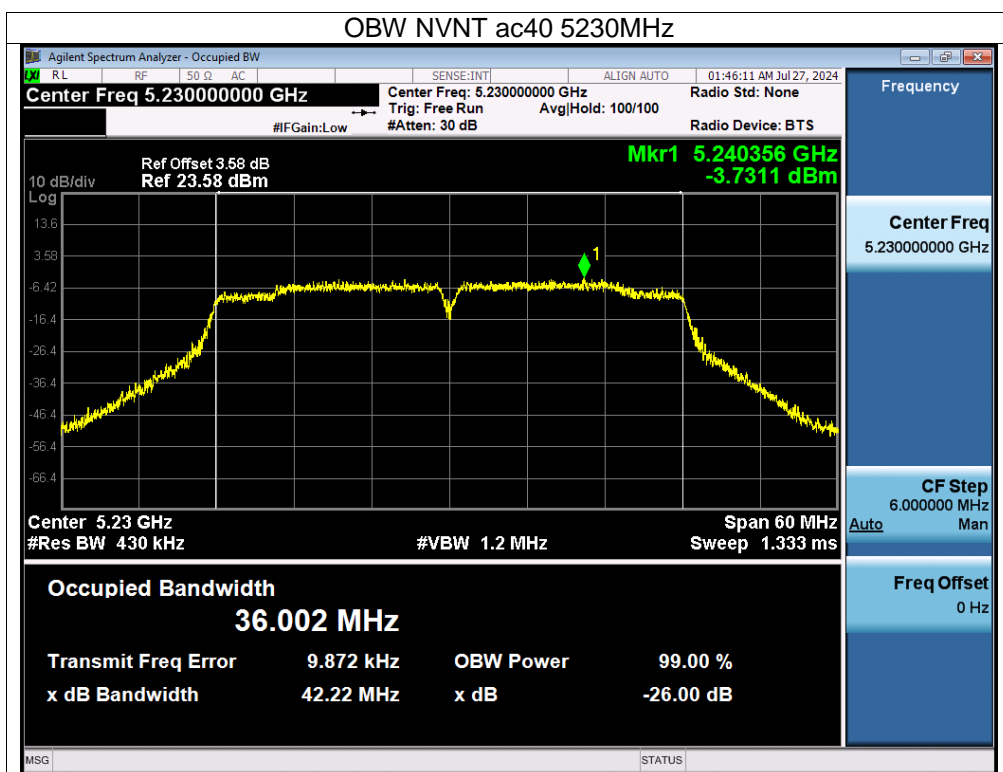 OBW NVNT ac40 5230MHz
Agilent Spectrum Analyzer - Occupied BW
LXI RL RF 50 Ω AC SENSE:INT ALIGN AUTO 01:46:11 AM Jul 27, 2024
Center Freq 5.230000000 GHz Center Freq: 5.230000000 GHz Radio Std: None
Trig: Free Run Avg|Hold: 100/100
#IFGain:Low #Atten: 30 dB Radio Device: BTS
Frequency
Mkr1 5.240356 GHz
-3.7311 dBm
Ref Offset 3.58 dB
10 dB/div Ref 23.58 dBm
Log
13.6
3.58
-6.42
-16.4
-26.4
-36.4
-46.4
-56.4
-66.4
1
Center 5.23 GHz Span 60 MHz
#Res BW 430 kHz #VBW 1.2 MHz Sweep 1.333 ms
Center Freq
5.230000000 GHz
CF Step
6.000000 MHz
Auto Man
Freq Offset
0 Hz
Occupied Bandwidth
36.002 MHz
Transmit Freq Error 9.872 kHz OBW Power 99.00 %
x dB Bandwidth 42.22 MHz x dB -26.00 dB
MSG STATUS